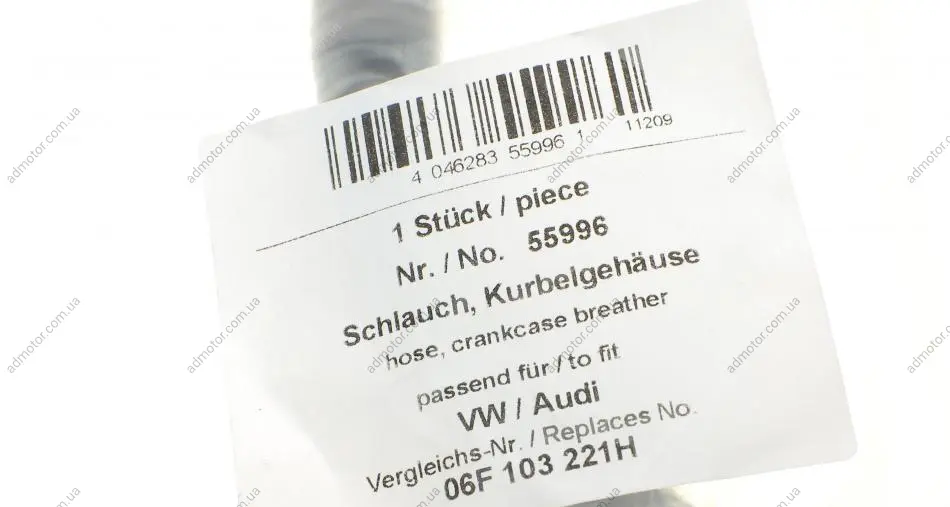 4 046283 55996 1 11209
1 Stück / piece
Nr. / No. 55996
Schlauch, Kurbelgehäuse
hose, crankcase breather
passend für / to fit
VW / Audi
Vergleichs-Nr. / Replaces No.
06F 103 221H
admotor.com.ua